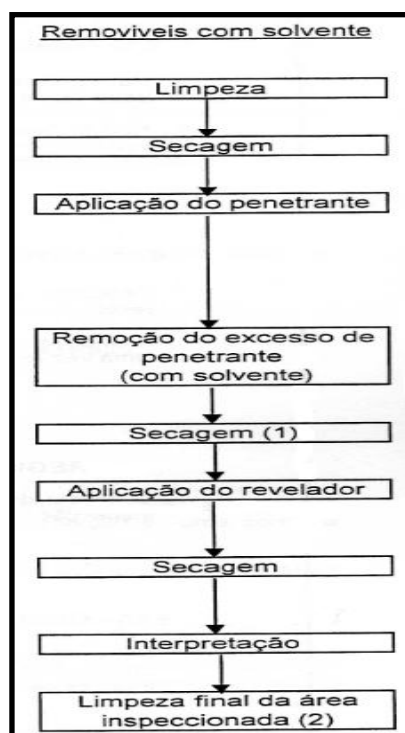 Removiveis com solvente
Limpeza
Secagem
Aplicação do penetrante
Remoção do excesso de
penetrante
(com solvente)
Secagem (1)
Aplicação do revelador
Secagem
Interpretação
Limpeza final da área
inspeccionada (2)